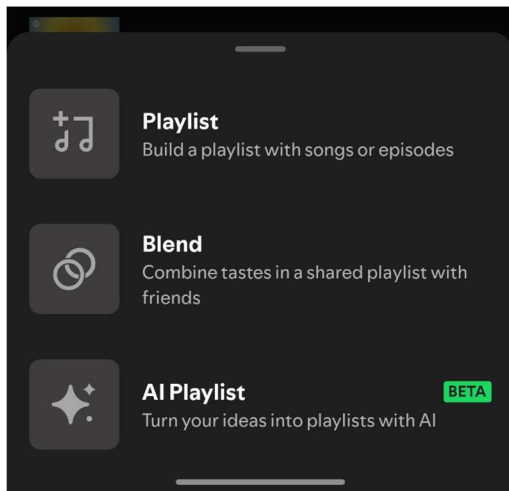 Playlist
Build a playlist with songs or episodes
Blend
Combine tastes in a shared playlist with
friends
AI Playlist
BETA
Turn your ideas into playlists with AI